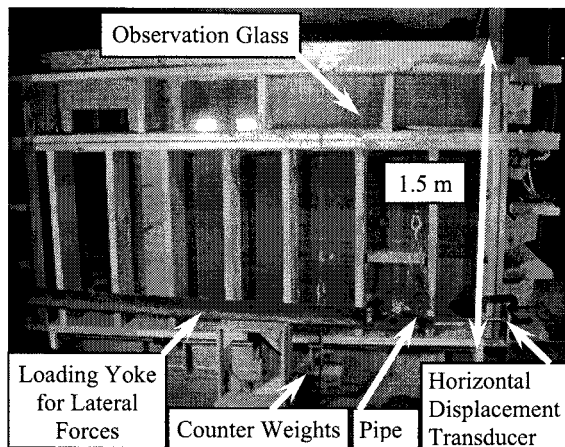 Observation Glass
1.5 m
Loading Yoke
for Lateral
Forces
Counter Weights
Pipe
Horizontal
Displacement
Transducer